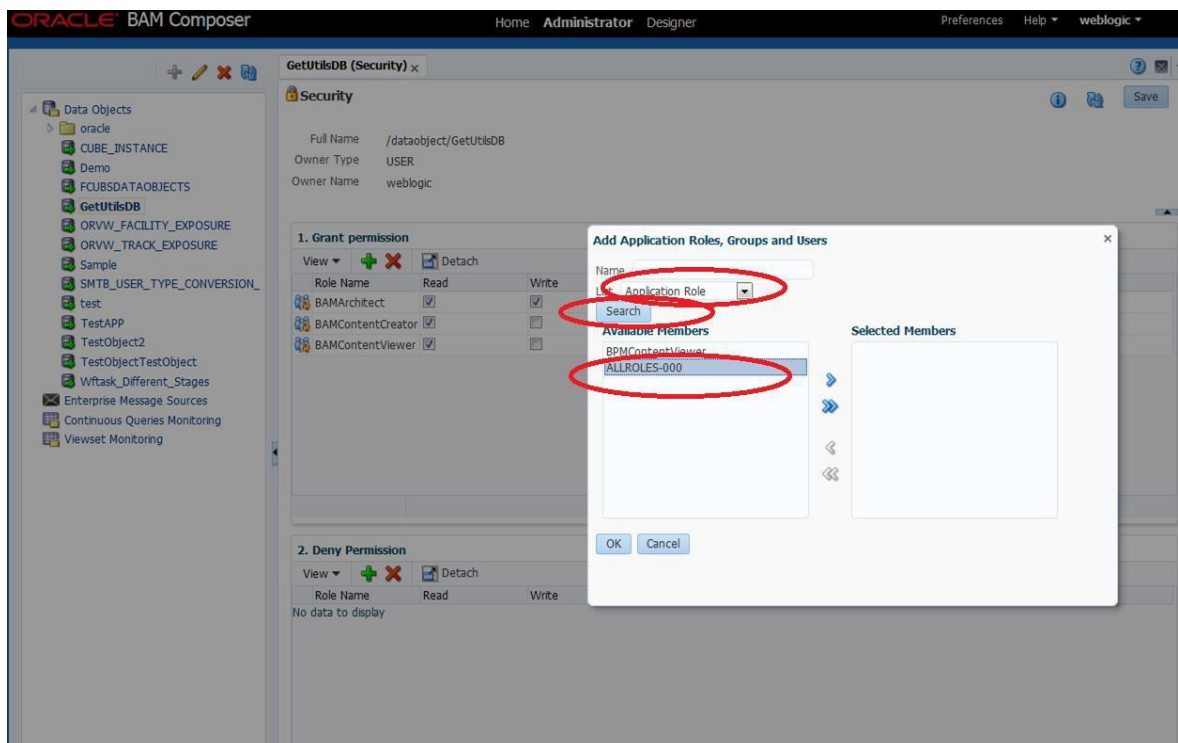 ORACLE BAM Composer
Home Administrator Designer
Preferences Help weblogic
GetUtilsDB (Security)
Security
Save
Full Name /dataobject/GetUtilsDB
Owner Type USER
Owner Name weblogic
Data Objects
oracle
CUBE_INSTANCE
Demo
FCUBSDATAOBJECTS
GetUtilsDB
ORVW_FACILITY_EXPOSURE
ORVW_TRACK_EXPOSURE
Sample
SMTB_USER_TYPE_CONVERSION_
test
TestAPP
TestObject2
TestObjectTestObject
Wftask_Different_Stages
Enterprise Message Sources
Continuous Queries Monitoring
Viewset Monitoring
1. Grant permission
View Detach
Role Name Read Write
BAMArchitect
BAMContentCreator
BAMContentViewer
2. Deny Permission
View Detach
Role Name Read Write
No data to display
Add Application Roles, Groups and Users
Name
Application Role
Search
Available Members Selected Members
BPMContentViewer
ALLROLES-000
OK Cancel